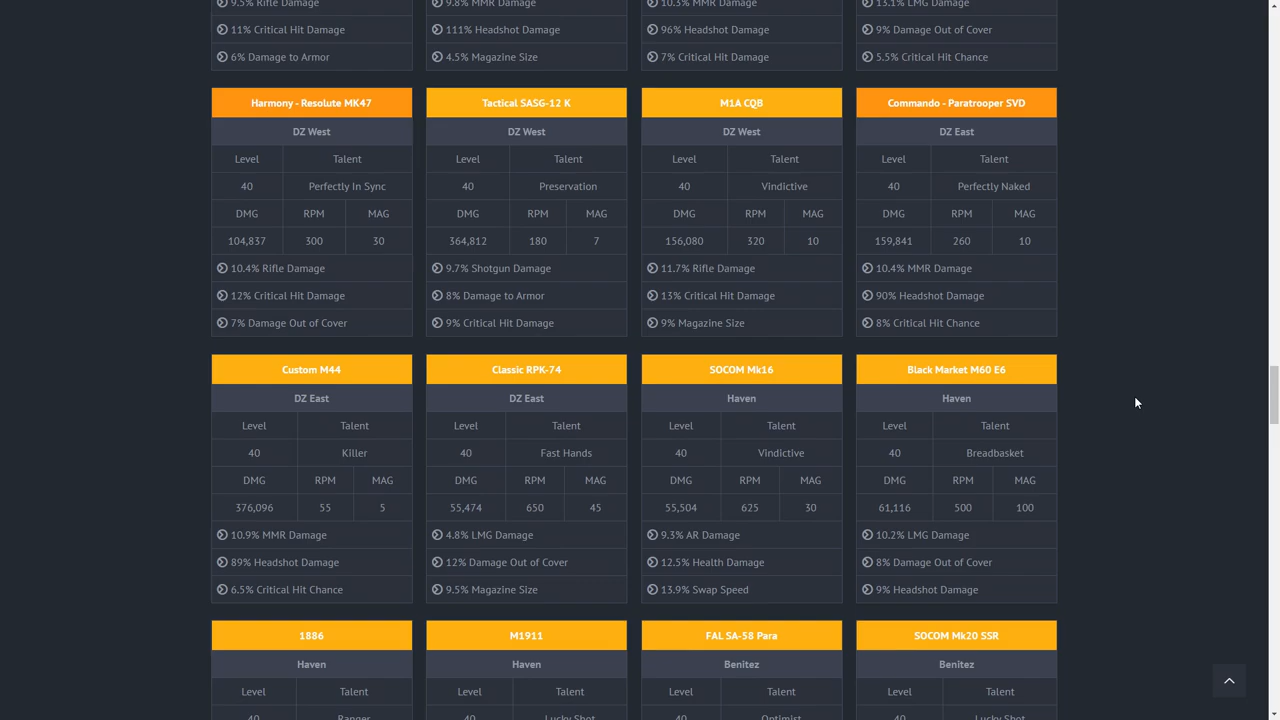 9.5% Rifle Damage
11% Critical Hit Damage
6% Damage to Armor
9.8% MMR Damage
111% Headshot Damage
4.5% Magazine Size
10.3% MMR Damage
96% Headshot Damage
7% Critical Hit Damage
13.1% LMG Damage
9% Damage Out of Cover
5.5% Critical Hit Chance
Harmony - Resolute MK47
DZ West
Level Talent
40 Perfectly In Sync
DMG RPM MAG
104,837 300 30
10.4% Rifle Damage
12% Critical Hit Damage
7% Damage Out of Cover
Tactical SASG-12 K
DZ West
Level Talent
40 Preservation
DMG RPM MAG
364,812 180 7
9.7% Shotgun Damage
8% Damage to Armor
9% Critical Hit Damage
M1A CQB
DZ West
Level Talent
40 Vindictive
DMG RPM MAG
156,080 320 10
11.7% Rifle Damage
13% Critical Hit Damage
9% Magazine Size
Commando - Paratrooper SVD
DZ East
Level Talent
40 Perfectly Naked
DMG RPM MAG
159,841 260 10
10.4% MMR Damage
90% Headshot Damage
8% Critical Hit Chance
Custom M44
DZ East
Level Talent
40 Killer
DMG RPM MAG
376,096 55 5
10.9% MMR Damage
89% Headshot Damage
6.5% Critical Hit Chance
Classic RPK-74
DZ East
Level Talent
40 Fast Hands
DMG RPM MAG
55,474 650 45
4.8% LMG Damage
12% Damage Out of Cover
9.5% Magazine Size
SOCOM Mk16
Haven
Level Talent
40 Vindictive
DMG RPM MAG
55,504 625 30
9.3% AR Damage
12.5% Health Damage
13.9% Swap Speed
Black Market M60 E6
Haven
Level Talent
40 Breadbasket
DMG RPM MAG
61,116 500 100
10.2% LMG Damage
8% Damage Out of Cover
9% Headshot Damage
1886
Haven
Level Talent
40 Ranger
M1911
Haven
Level Talent
40 Lucky Shot
FAL SA-58 Para
Benitez
Level Talent
40 Optimist
SOCOM Mk20 SSR
Benitez
Level Talent
40 Lucky Shot